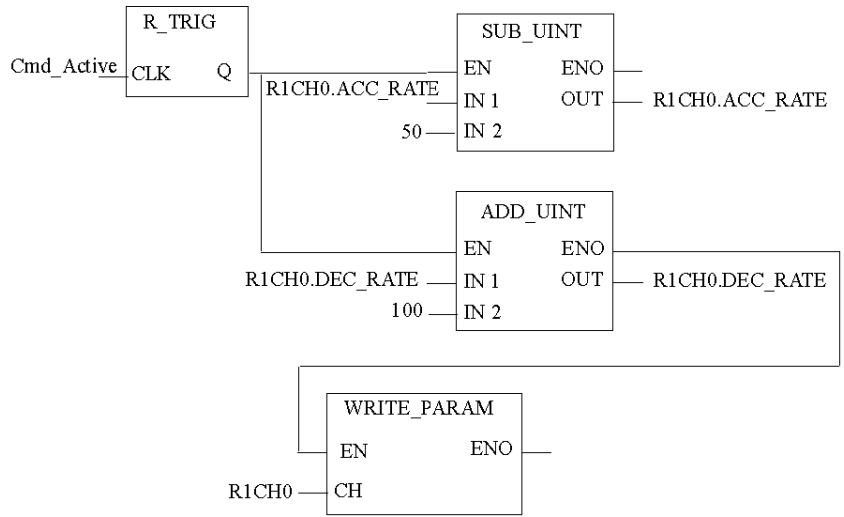 R_TRIG
Cmd_Active CLK Q
SUB_UINT
EN ENO
R1CH0.ACC_RATE IN 1 OUT R1CH0.ACC_RATE
50 IN 2
ADD_UINT
EN ENO
R1CH0.DEC_RATE IN 1 OUT R1CH0.DEC_RATE
100 IN 2
WRITE_PARAM
EN ENO
R1CH0 CH